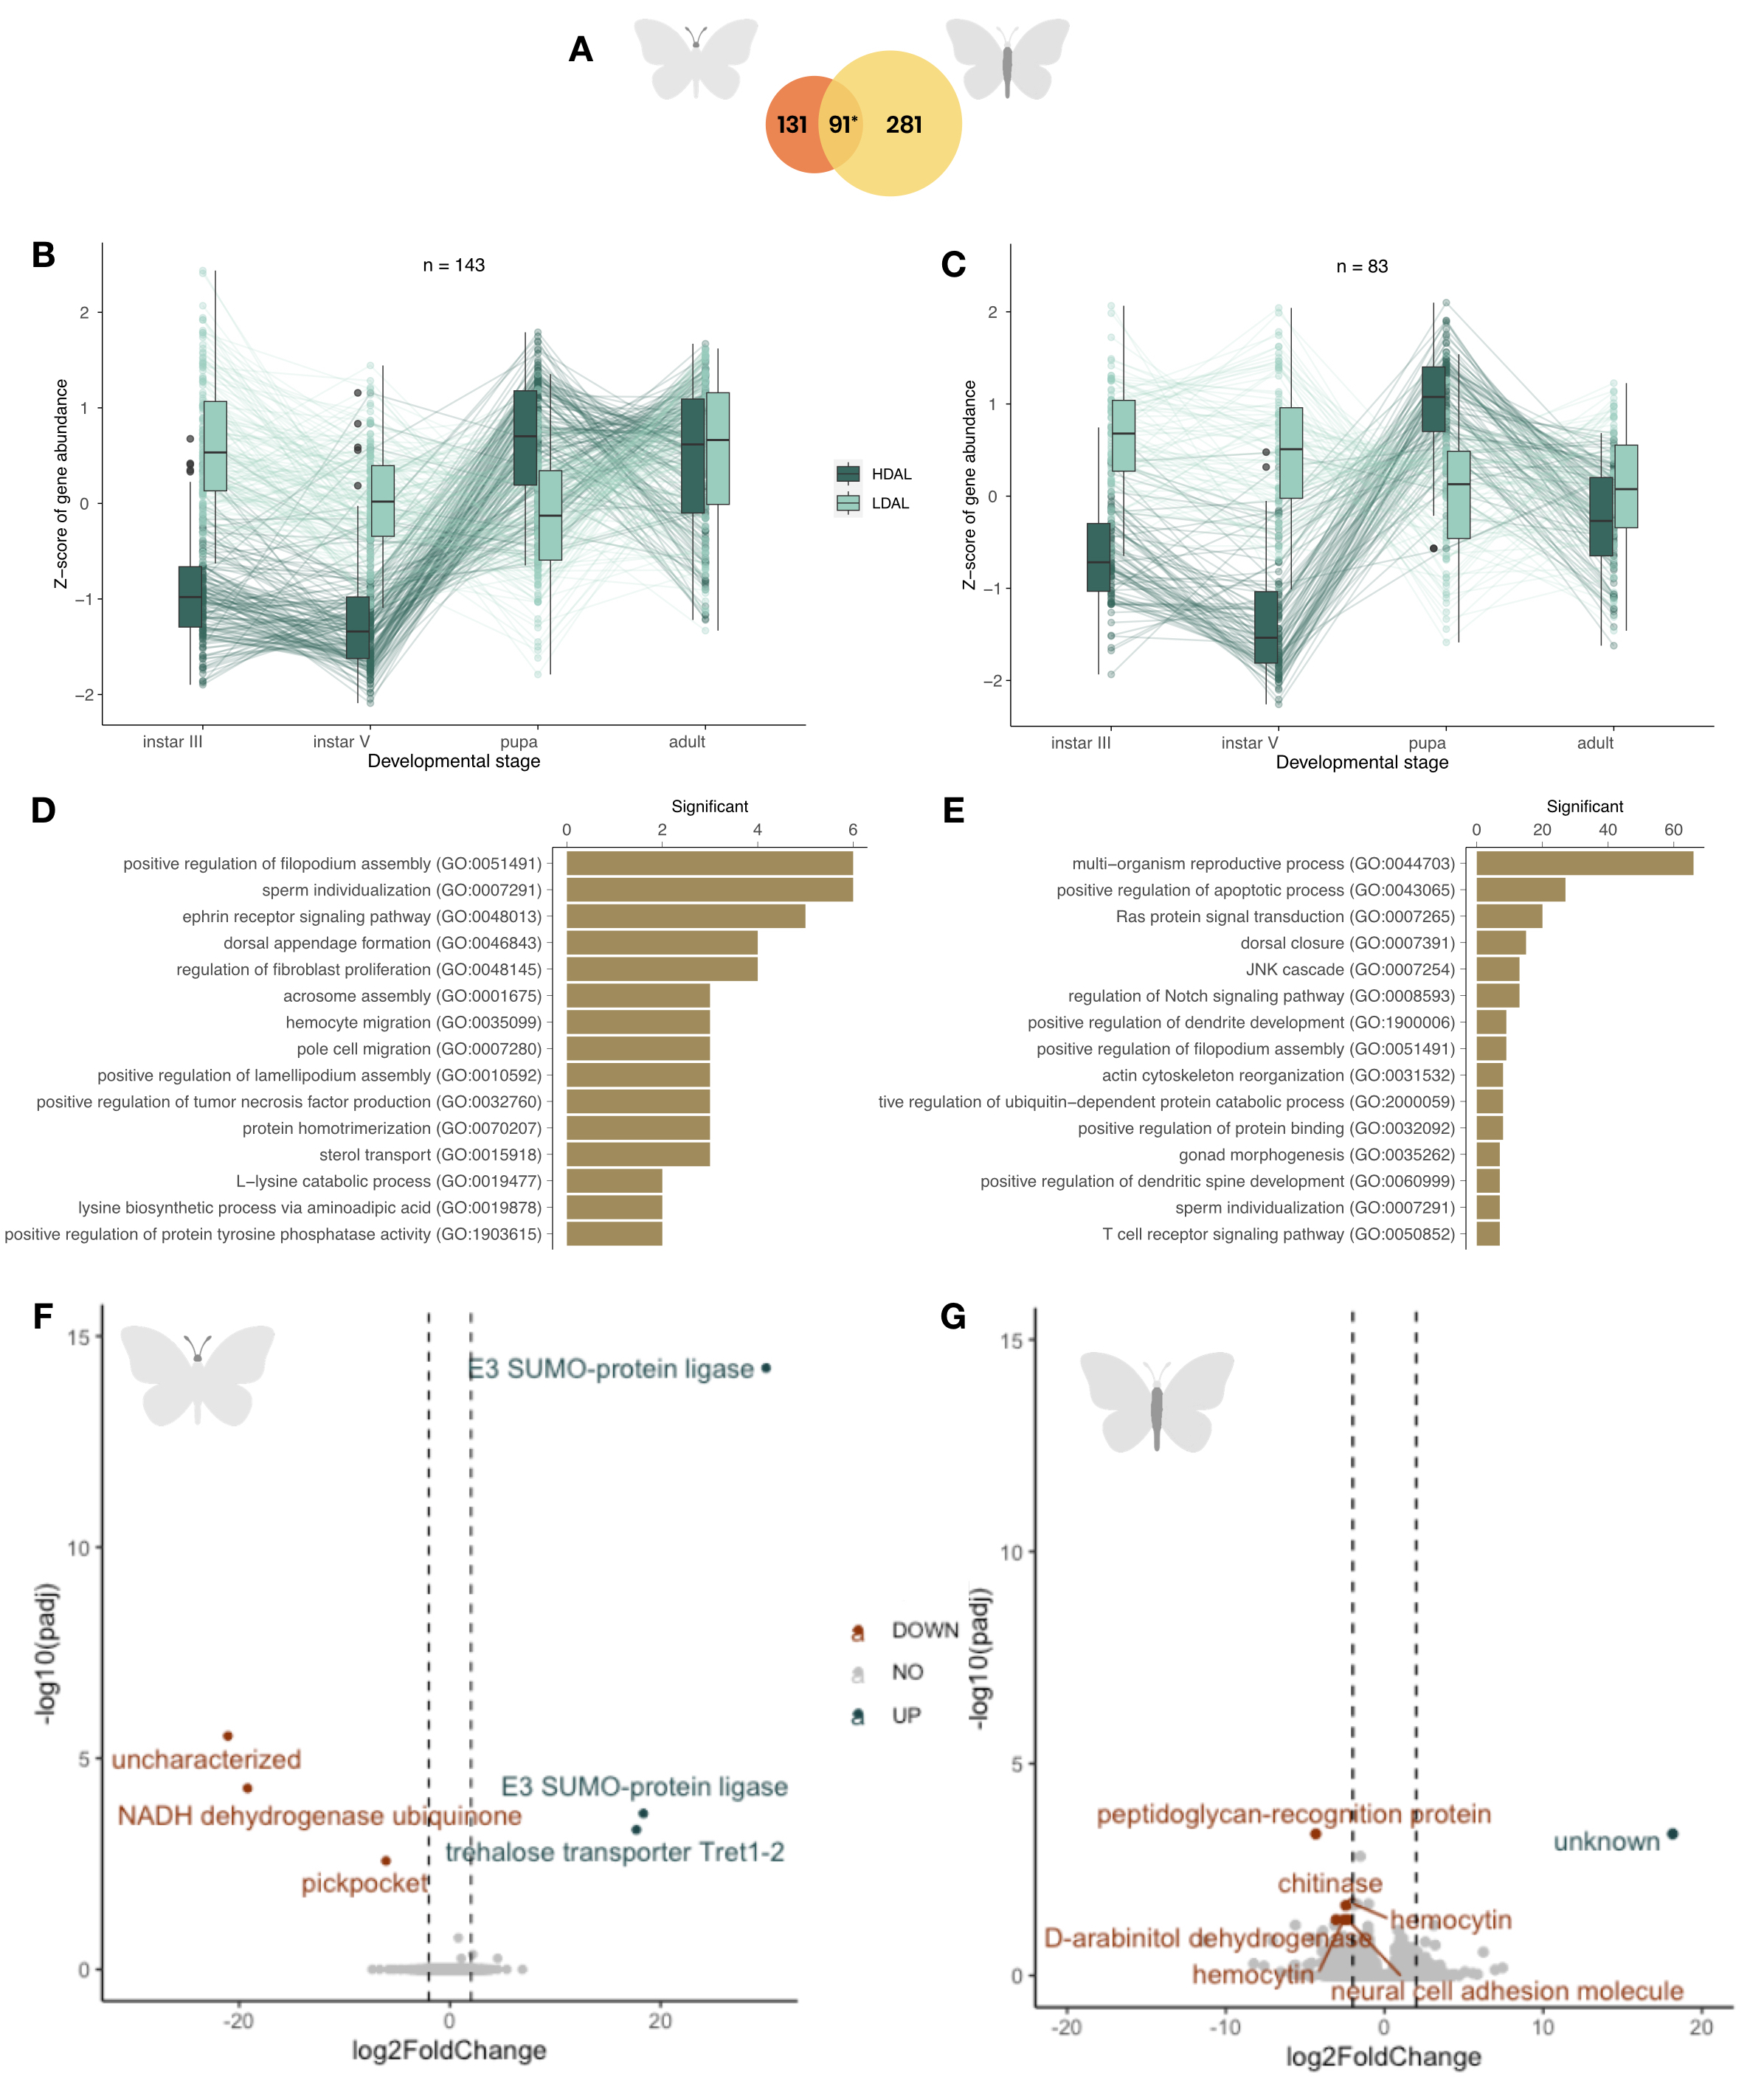 A
131
91*
281
B
n = 143
Z−score of gene abundance
2
1
0
−1
−2
instar III
instar V
pupa
adult
Developmental stage
HDAL
LDAL
C
n = 83
Z−score of gene abundance
2
1
0
−1
−2
instar III
instar V
pupa
adult
Developmental stage
D
Significant
0 2 4 6
positive regulation of filopodium assembly (GO:0051491)
sperm individualization (GO:0007291)
ephrin receptor signaling pathway (GO:0048013)
dorsal appendage formation (GO:0046843)
regulation of fibroblast proliferation (GO:0048145)
acrosome assembly (GO:0001675)
hemocyte migration (GO:0035099)
pole cell migration (GO:0007280)
positive regulation of lamellipodium assembly (GO:0010592)
positive regulation of tumor necrosis factor production (GO:0032760)
protein homotrimerization (GO:0070207)
sterol transport (GO:0015918)
L−lysine catabolic process (GO:0019477)
lysine biosynthetic process via aminoadipic acid (GO:0019878)
positive regulation of protein tyrosine phosphatase activity (GO:1903615)
E
Significant
0 20 40 60
multi−organism reproductive process (GO:0044703)
positive regulation of apoptotic process (GO:0043065)
Ras protein signal transduction (GO:0007265)
dorsal closure (GO:0007391)
JNK cascade (GO:0007254)
regulation of Notch signaling pathway (GO:0008593)
positive regulation of dendrite development (GO:1900006)
positive regulation of filopodium assembly (GO:0051491)
actin cytoskeleton reorganization (GO:0031532)
tive regulation of ubiquitin−dependent protein catabolic process (GO:2000059)
positive regulation of protein binding (GO:0032092)
gonad morphogenesis (GO:0035262)
positive regulation of dendritic spine development (GO:0060999)
sperm individualization (GO:0007291)
T cell receptor signaling pathway (GO:0050852)
F
15
10
5
0
-log10(padj)
E3 SUMO-protein ligase
uncharacterized
E3 SUMO-protein ligase
NADH dehydrogenase ubiquinone
trehalose transporter Tret1-2
pickpocket
-20 0 20
log2FoldChange
a DOWN
a NO
a UP
G
15
10
5
0
-log10(padj)
peptidoglycan-recognition protein
unknown
chitinase
hemocytin
D-arabinitol dehydrogenase
hemocytin
neural cell adhesion molecule
-20 -10 0 10 20
log2FoldChange